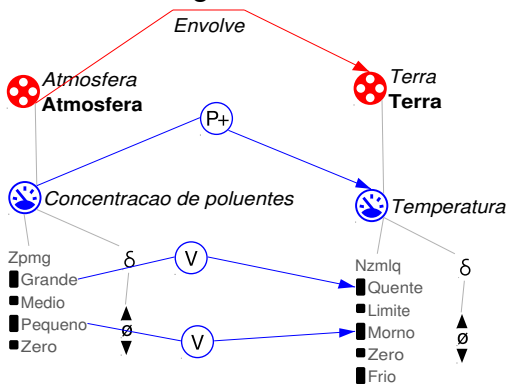 Envolve
Atmosfera
Atmosfera
Terra
Terra
P+
Concentracao de poluentes
Temperatura
Zpmg
Grande
Medio
Pequeno
Zero
δ
ø
V
V
Nzmlq
Quente
Limite
Morno
Zero
Frio
δ
ø